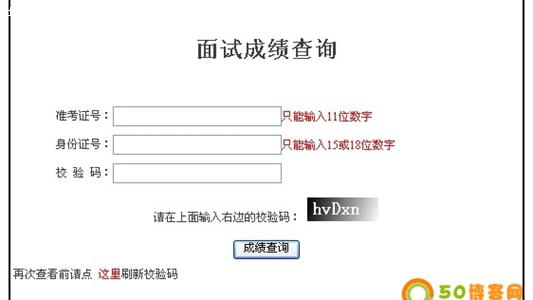 面试成绩查询
准考证号：只能输入11位数字
身份证号：只能输入15或18位数字
校 验 码：
请在上面输入右边的校验码： hvDxn
成绩查询
再次查看前请点 这里刷新校验码
50博客网